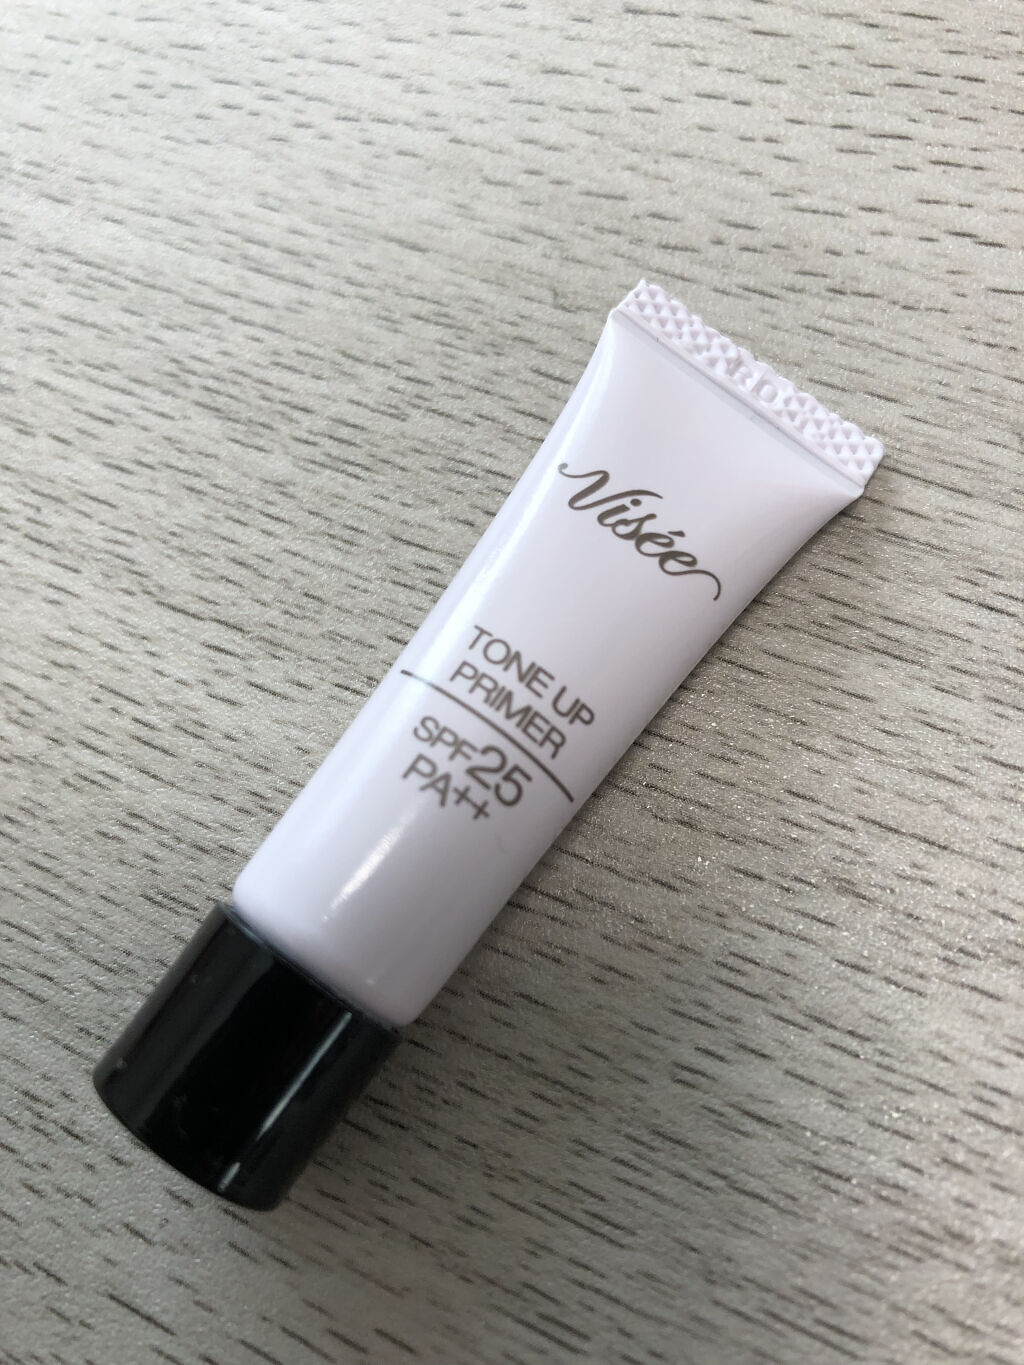 Visée
TONE UP
PRIMER
SPF25
PA++